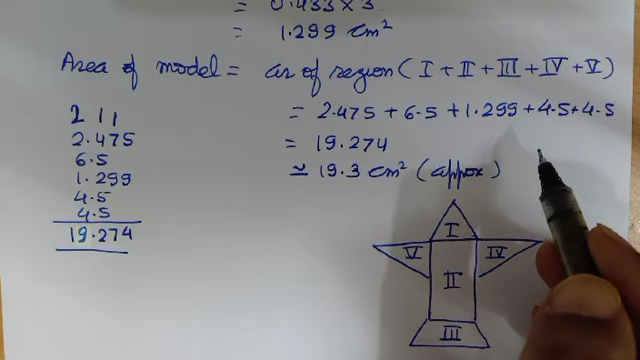 = 0.433 × 3
= 1.299 cm²
Area of model = ar of region ( I + II + III + IV + V )
= 2.475 + 6.5 + 1.299 + 4.5 + 4.5
= 19.274
≃ 19.3 cm² (approx)
2 1 1
2.475
6.5
1.299
4.5
4.5
19.274
I
V
IV
II
III